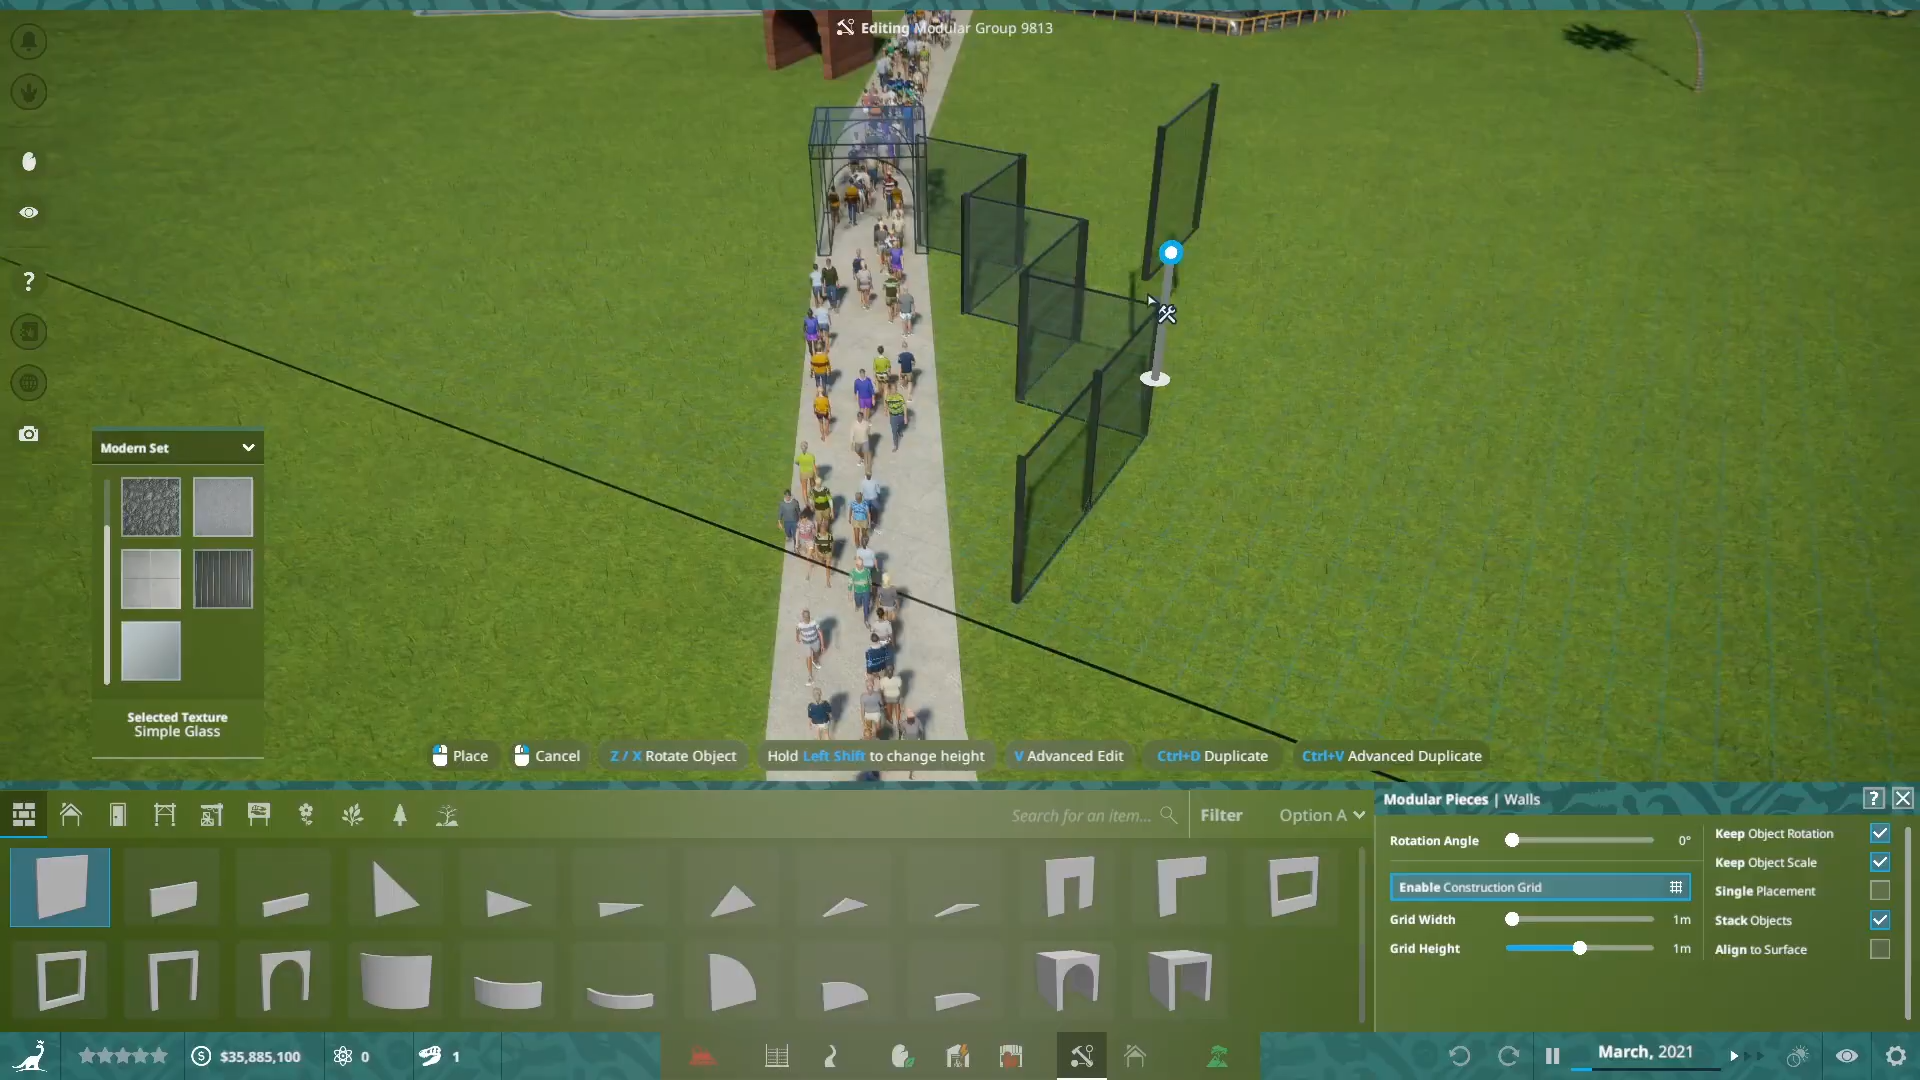 Editing Modular Group 9813
?
Modern Set
Selected Texture
Simple Glass
Place
Cancel
Z / X Rotate Object
Hold Left Shift to change height
V Advanced Edit
Ctrl+D Duplicate
Ctrl+V Advanced Duplicate
Search for an item...
Filter
Option A
Modular Pieces | Walls
?
Rotation Angle
0°
Enable Construction Grid
Grid Width
1m
Grid Height
1m
Keep Object Rotation
Keep Object Scale
Single Placement
Stack Objects
Align to Surface
$35,885,100
0
1
March, 2021